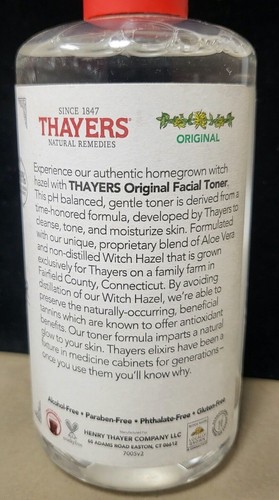 SINCE 1847
THAYERS®
NATURAL REMEDIES
ORIGINAL
Experience our authentic homegrown witch
hazel with THAYERS Original Facial Toner.
This pH balanced, gentle toner is derived from a
time-honored formula, developed by Thayers to
cleanse, tone, and moisturize skin. Formulated
with our unique, proprietary blend of Aloe Vera
and non-distilled Witch Hazel that is grown
exclusively for Thayers on a family farm in
Fairfield County, Connecticut. By avoiding
distillation of our Witch Hazel, we're able to
preserve the naturally-occurring, beneficial
tannins which are known to offer antioxidant
benefits. Our toner formula imparts a natural
glow to your skin. Thayers elixirs have been a
fixture in medicine cabinets for generations–
once you use them you'll know why.
Alcohol-Free • Paraben-Free • Phthalate-Free • Gluten-Free
HENRY THAYER COMPANY LLC
65 ADAMS ROAD EASTON, CT 06612
7005v2